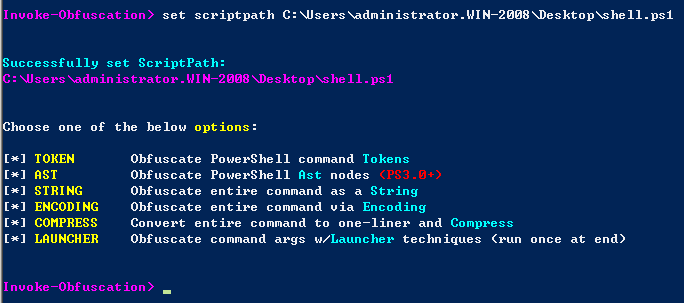 Invoke-Obfuscation> set scriptpath C:\Users\administrator.WIN-2008\Desktop\shell.ps1
Successfully set ScriptPath:
C:\Users\administrator.WIN-2008\Desktop\shell.ps1
Choose one of the below options:
[*] TOKEN Obfuscate PowerShell command Tokens
[*] AST Obfuscate PowerShell Ast nodes (PS3.0+)
[*] STRING Obfuscate entire command as a String
[*] ENCODING Obfuscate entire command via Encoding
[*] COMPRESS Convert entire command to one-liner and Compress
[*] LAUNCHER Obfuscate command args w/Launcher techniques (run once at end)
Invoke-Obfuscation> _